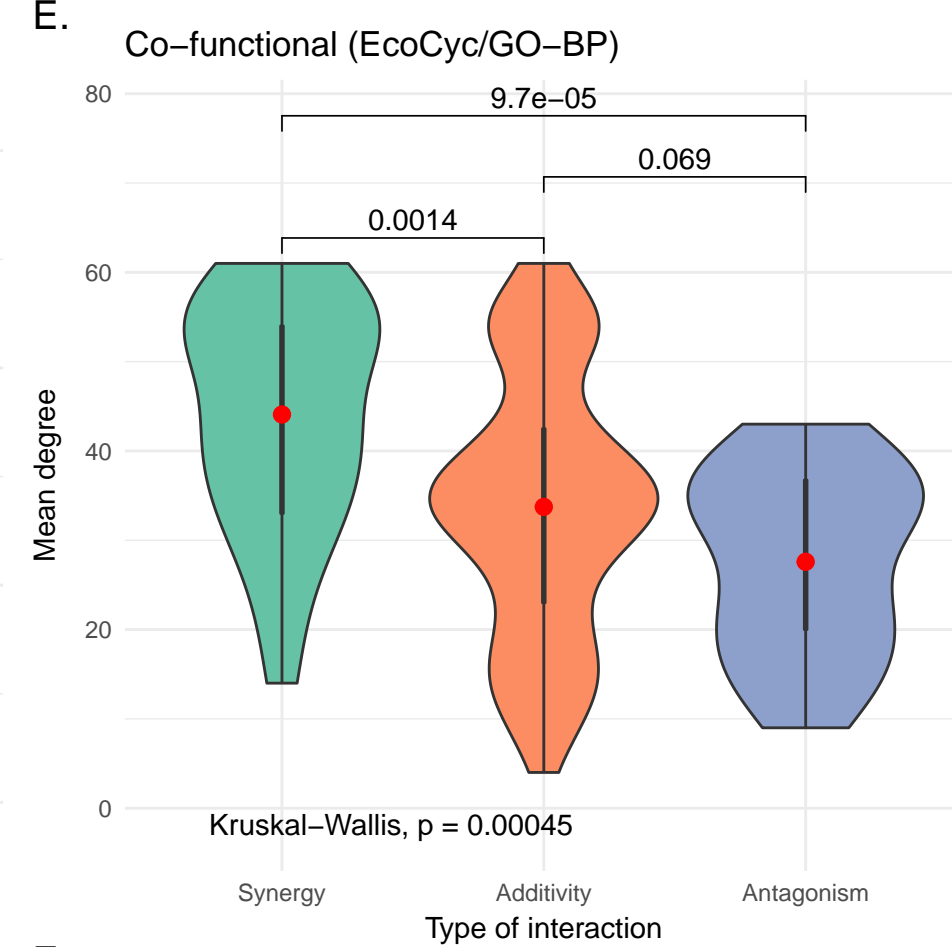 E.
Co−functional (EcoCyc/GO−BP)
80
9.7e−05
0.069
0.0014
60
40
20
0
Mean degree
Kruskal−Wallis, p = 0.00045
Synergy Additivity Antagonism
Type of interaction